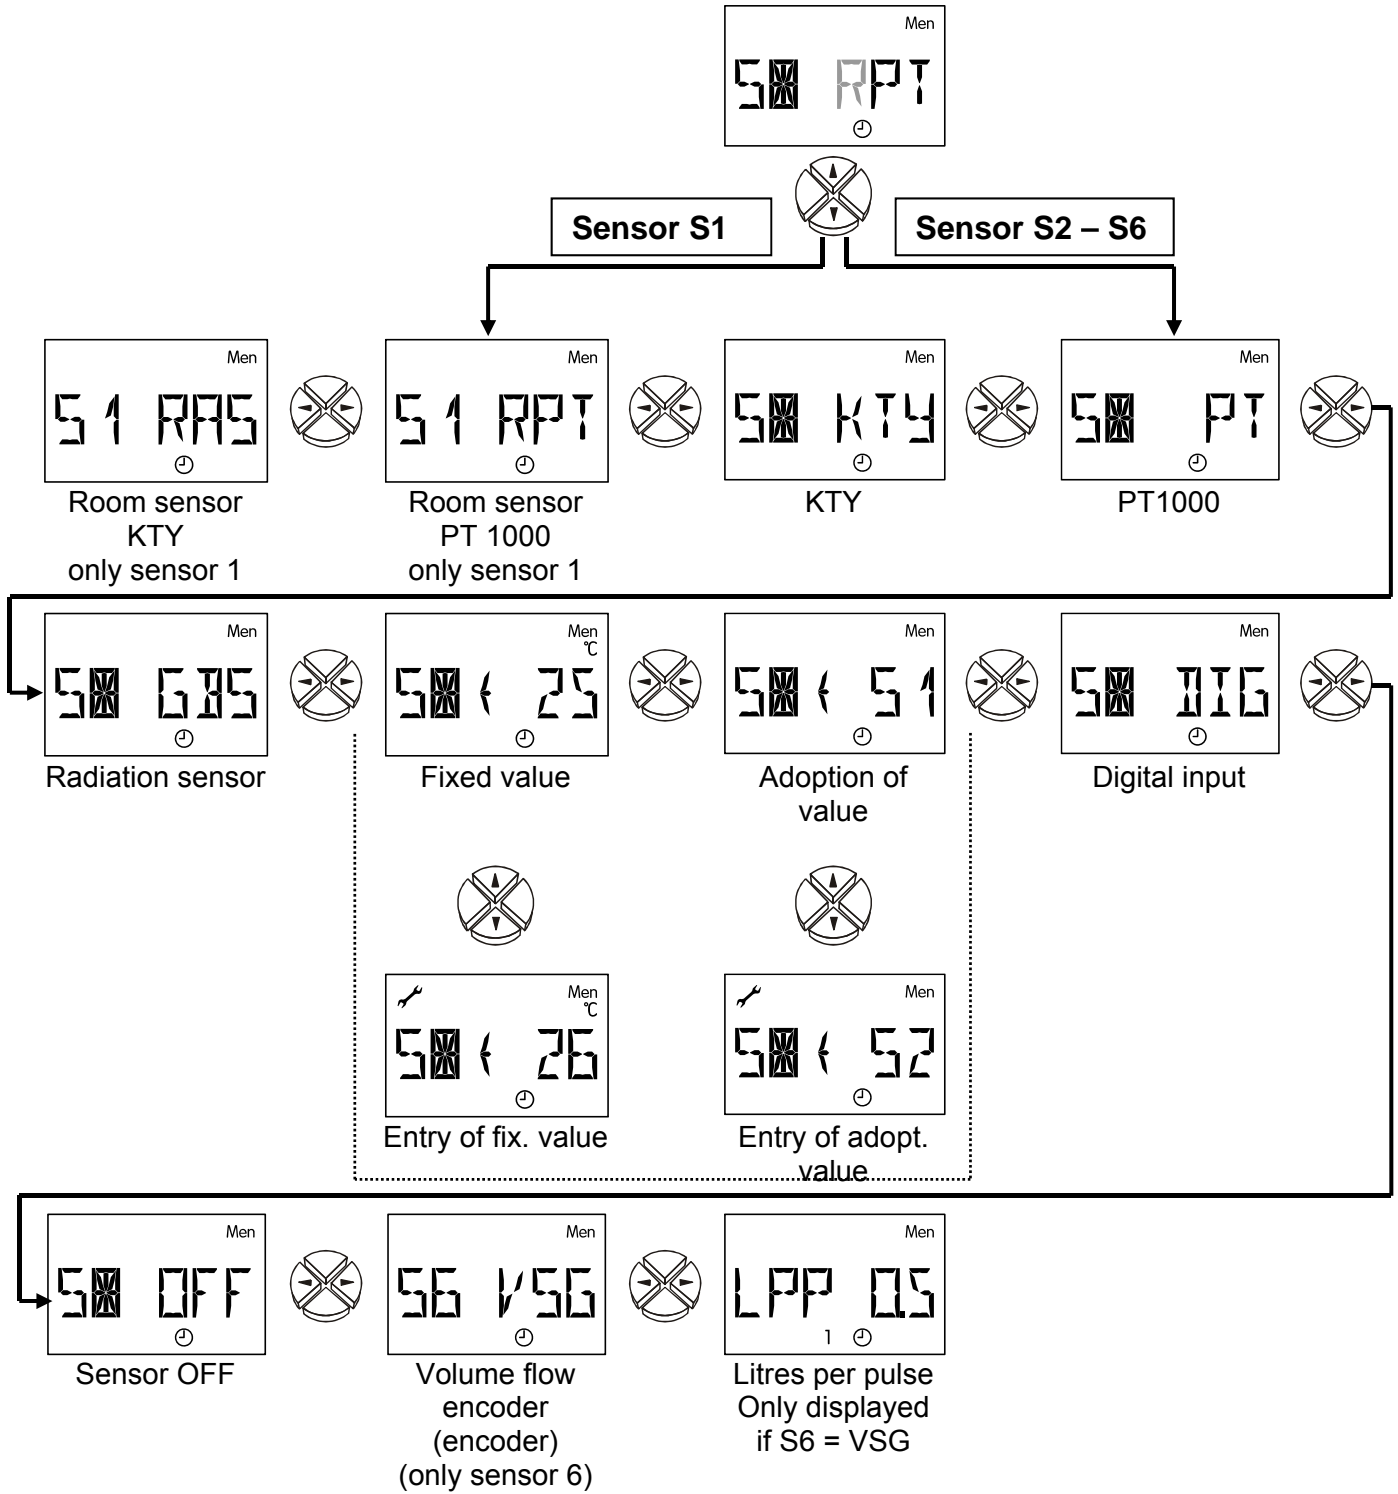 Men
S※ RPT
Sensor S1
Sensor S2 – S6
Men
S1 RAS
Room sensor
KTY
only sensor 1
Men
S1 RPT
Room sensor
PT 1000
only sensor 1
Men
S※ KTY
KTY
Men
S※ PT
PT1000
Men
S※ GBS
Radiation sensor
Men
°C
S※ < 25
Fixed value
Men
S※ < S1
Adoption of
value
Men
S※ DIG
Digital input
Men
°C
S※ < 26
Entry of fix. value
Men
S※ < S2
Entry of adopt.
value
Men
S※ OFF
Sensor OFF
Men
S6 VSG
Volume flow
encoder
(encoder)
(only sensor 6)
Men
LPP 0.5
1
Litres per pulse
Only displayed
if S6 = VSG